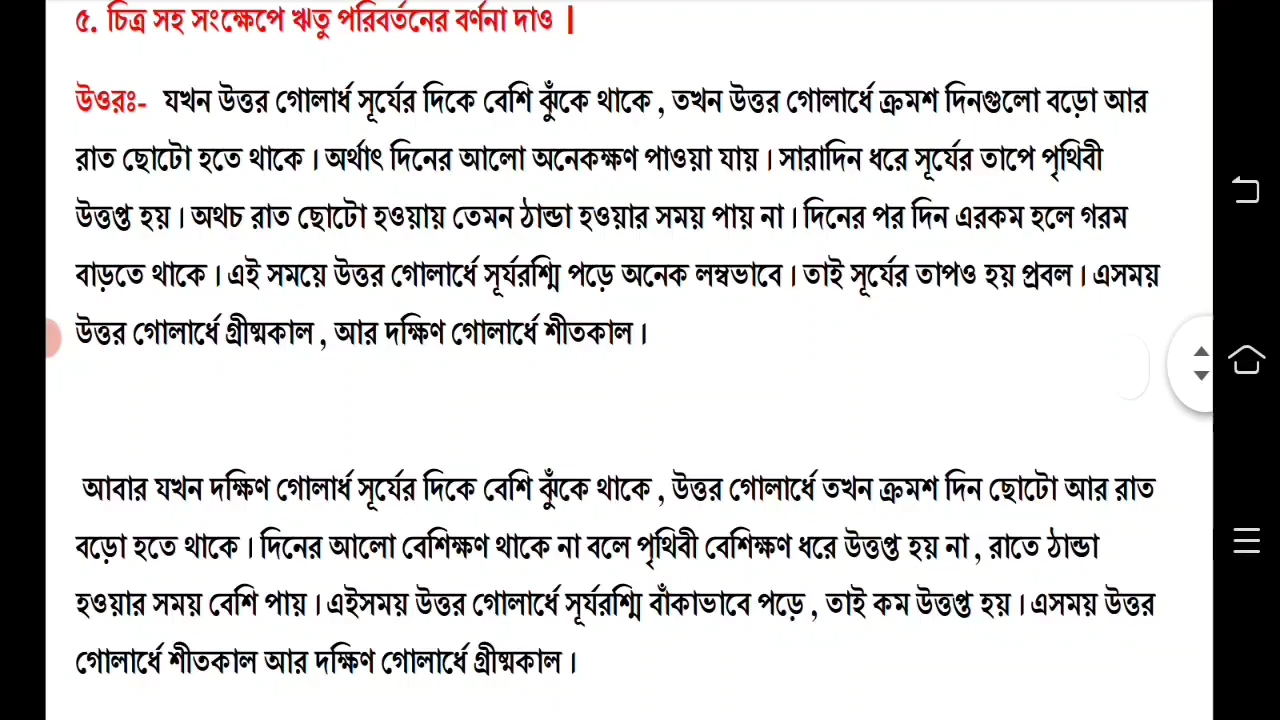 ৫. চিত্র সহ সংক্ষেপে ঋতু পরিবর্তনের বর্ণনা দাও |
উওরঃ- যখন উত্তর গোলার্ধ সূর্যের দিকে বেশি ঝুঁকে থাকে , তখন উত্তর গোলার্ধে ক্রমশ দিনগুলো বড়ো আর
রাত ছোটো হতে থাকে । অর্থাৎ দিনের আলো অনেকক্ষণ পাওয়া যায় । সারাদিন ধরে সূর্যের তাপে পৃথিবী
উত্তপ্ত হয় । অথচ রাত ছোটো হওয়ায় তেমন ঠান্ডা হওয়ার সময় পায় না । দিনের পর দিন এরকম হলে গরম
বাড়তে থাকে । এই সময়ে উত্তর গোলার্ধে সূর্যরশ্মি পড়ে অনেক লম্বভাবে । তাই সূর্যের তাপও হয় প্রবল । এসময়
উত্তর গোলার্ধে গ্রীষ্মকাল , আর দক্ষিণ গোলার্ধে শীতকাল ।
আবার যখন দক্ষিণ গোলার্ধ সূর্যের দিকে বেশি ঝুঁকে থাকে , উত্তর গোলার্ধে তখন ক্রমশ দিন ছোটো আর রাত
বড়ো হতে থাকে । দিনের আলো বেশিক্ষণ থাকে না বলে পৃথিবী বেশিক্ষণ ধরে উত্তপ্ত হয় না , রাতে ঠান্ডা
হওয়ার সময় বেশি পায় । এইসময় উত্তর গোলার্ধে সূর্যরশ্মি বাঁকাভাবে পড়ে , তাই কম উত্তপ্ত হয় । এসময় উত্তর
গোলার্ধে শীতকাল আর দক্ষিণ গোলার্ধে গ্রীষ্মকাল ।